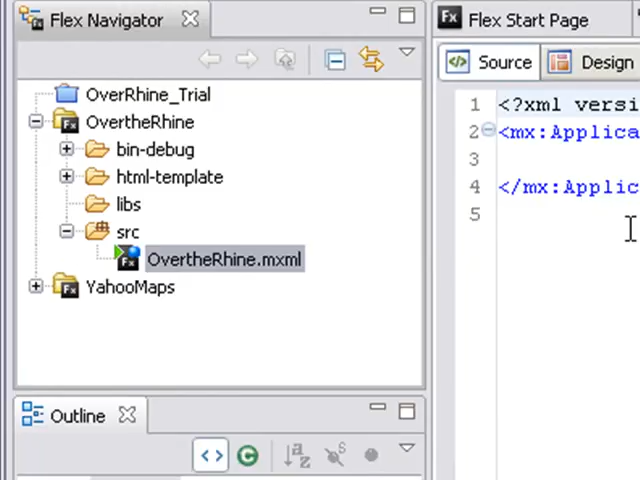 Flex Navigator
Fx Flex Start Page
Source
Design
OverRhine_Trial
OvertheRhine
bin-debug
html-template
libs
src
OvertheRhine.mxml
YahooMaps
1 <?xml versi
2 <mx:Applica
3
4 </mx:Applic
5
Outline